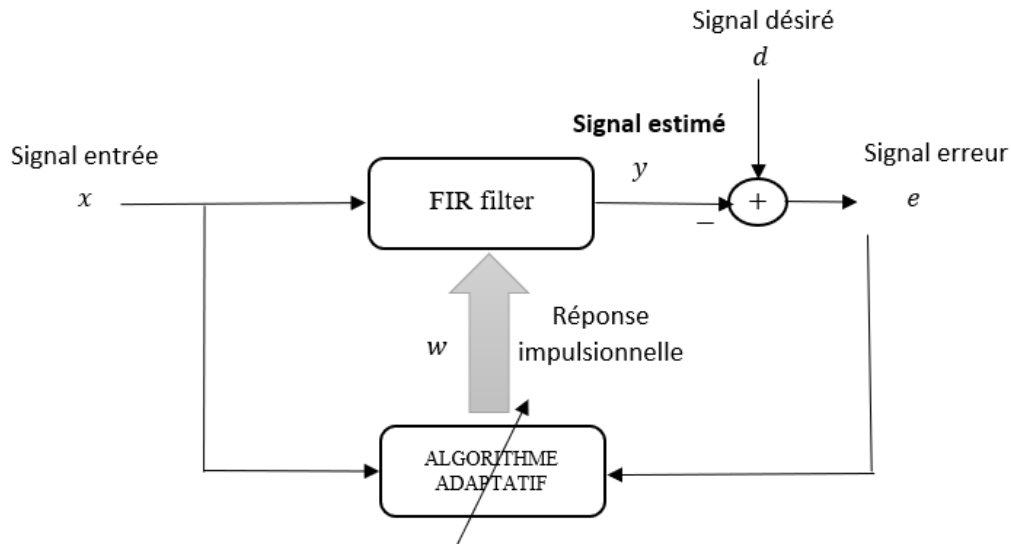 Signal désiré
d
Signal estimé
Signal entrée
Signal erreur
y
x
FIR filter
+
e
−
Réponse
w
impulsionnelle
ALGORITHME
ADAPTATIF